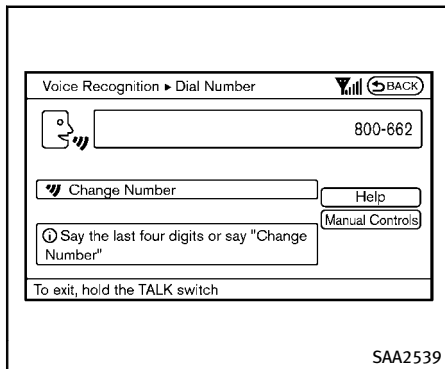 Voice Recognition ▸ Dial Number
BACK
800-662
Change Number
Help
Manual Controls
Say the last four digits or say "Change
Number"
To exit, hold the TALK switch
SAA2539